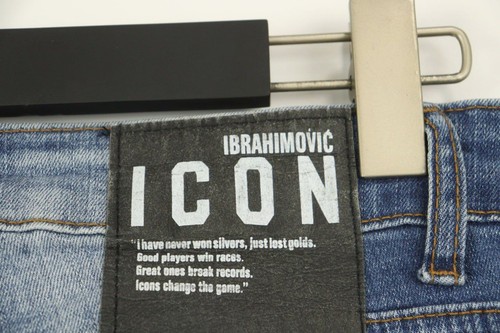 IBRAHIMOVIĆ
ICON
"I have never won silvers, just lost golds.
Good players win races.
Great ones break records.
Icons change the game."